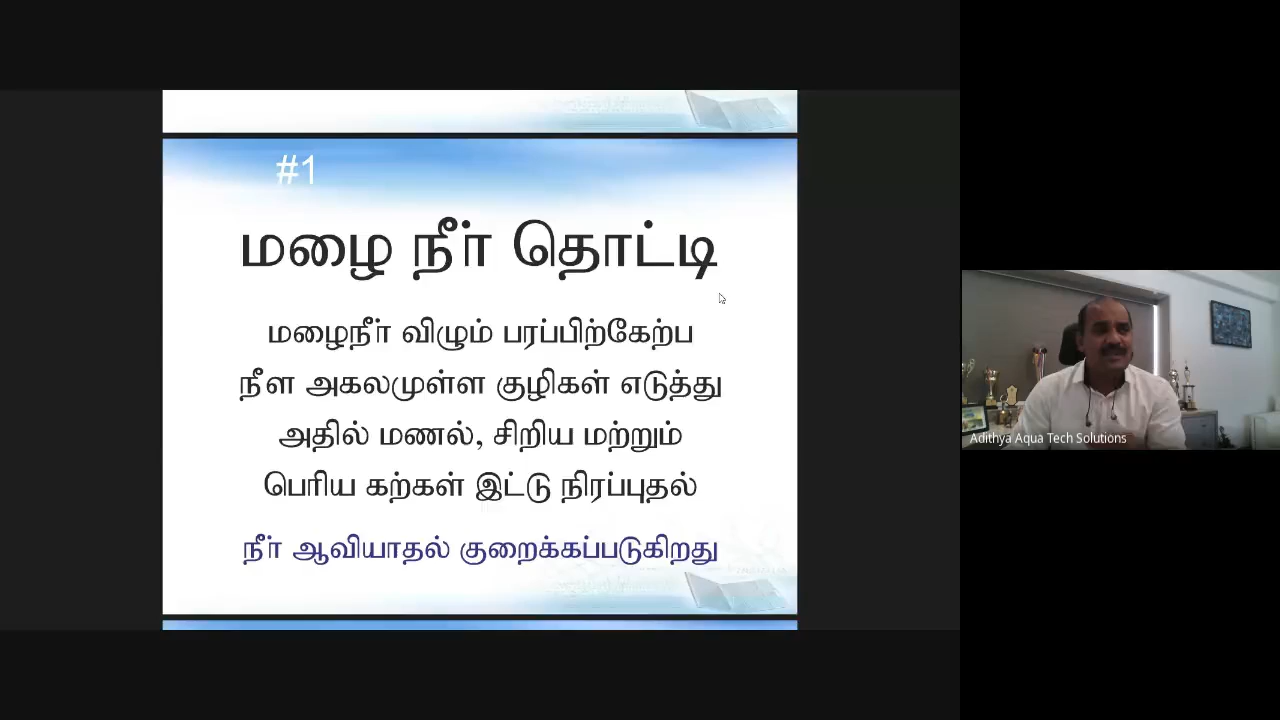 #1
மழை நீர் தொட்டி
மழைநீர் விழும் பரப்பிற்கேற்ப
நீள அகலமுள்ள குழிகள் எடுத்து
அதில் மணல், சிறிய மற்றும்
பெரிய கற்கள் இட்டு நிரப்புதல்
நீர் ஆவியாதல் குறைக்கப்படுகிறது
Adithya Aqua Tech Solutions